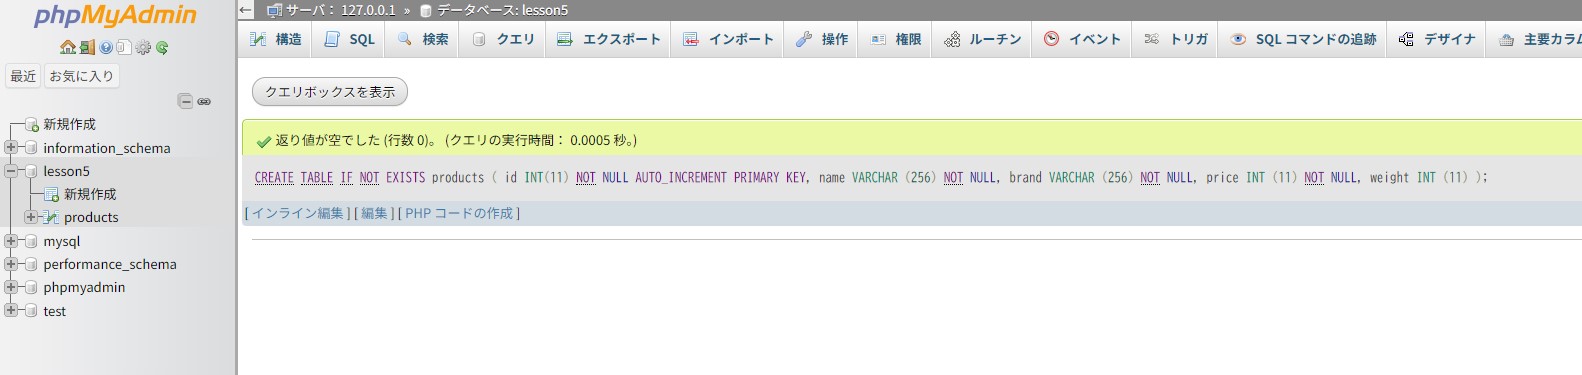 phpMyAdmin
最近 お気に入り
新規作成
information_schema
lesson5
新規作成
products
mysql
performance_schema
phpmyadmin
test
サーバ： 127.0.0.1 » データベース: lesson5
構造 SQL 検索 クエリ エクスポート インポート 操作 権限 ルーチン イベント トリガ SQL コマンドの追跡 デザイナ 主要カラム
クエリボックスを表示
返り値が空でした (行数 0)。 (クエリの実行時間： 0.0005 秒。)
CREATE TABLE IF NOT EXISTS products ( id INT(11) NOT NULL AUTO_INCREMENT PRIMARY KEY, name VARCHAR (256) NOT NULL, brand VARCHAR (256) NOT NULL, price INT (11) NOT NULL, weight INT (11) );
[ インライン編集 ] [ 編集 ] [ PHP コードの作成 ]